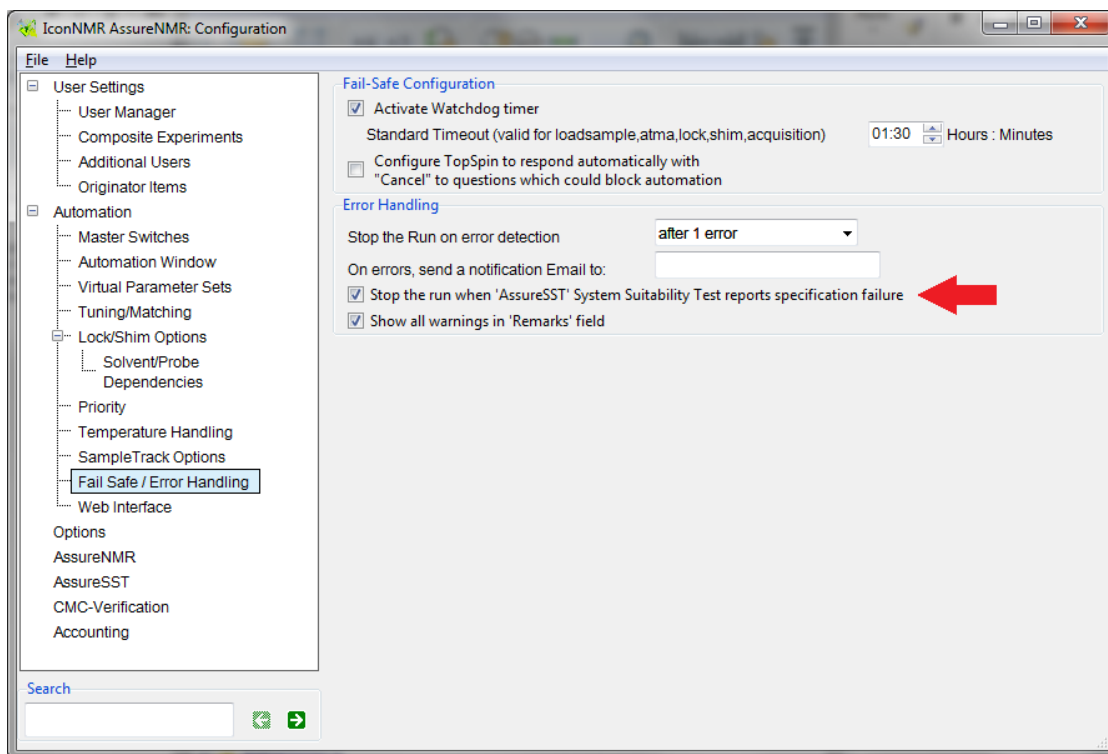 IconNMR AssureNMR: Configuration
File Help
User Settings
User Manager
Composite Experiments
Additional Users
Originator Items
Automation
Master Switches
Automation Window
Virtual Parameter Sets
Tuning/Matching
Lock/Shim Options
Solvent/Probe
Dependencies
Priority
Temperature Handling
SampleTrack Options
Fail Safe / Error Handling
Web Interface
Options
AssureNMR
AssureSST
CMC-Verification
Accounting
Search
Fail-Safe Configuration
Activate Watchdog timer
Standard Timeout (valid for loadsample,atma,lock,shim,acquisition) 01:30 Hours : Minutes
Configure TopSpin to respond automatically with
"Cancel" to questions which could block automation
Error Handling
Stop the Run on error detection after 1 error
On errors, send a notification Email to:
Stop the run when 'AssureSST' System Suitability Test reports specification failure
Show all warnings in 'Remarks' field